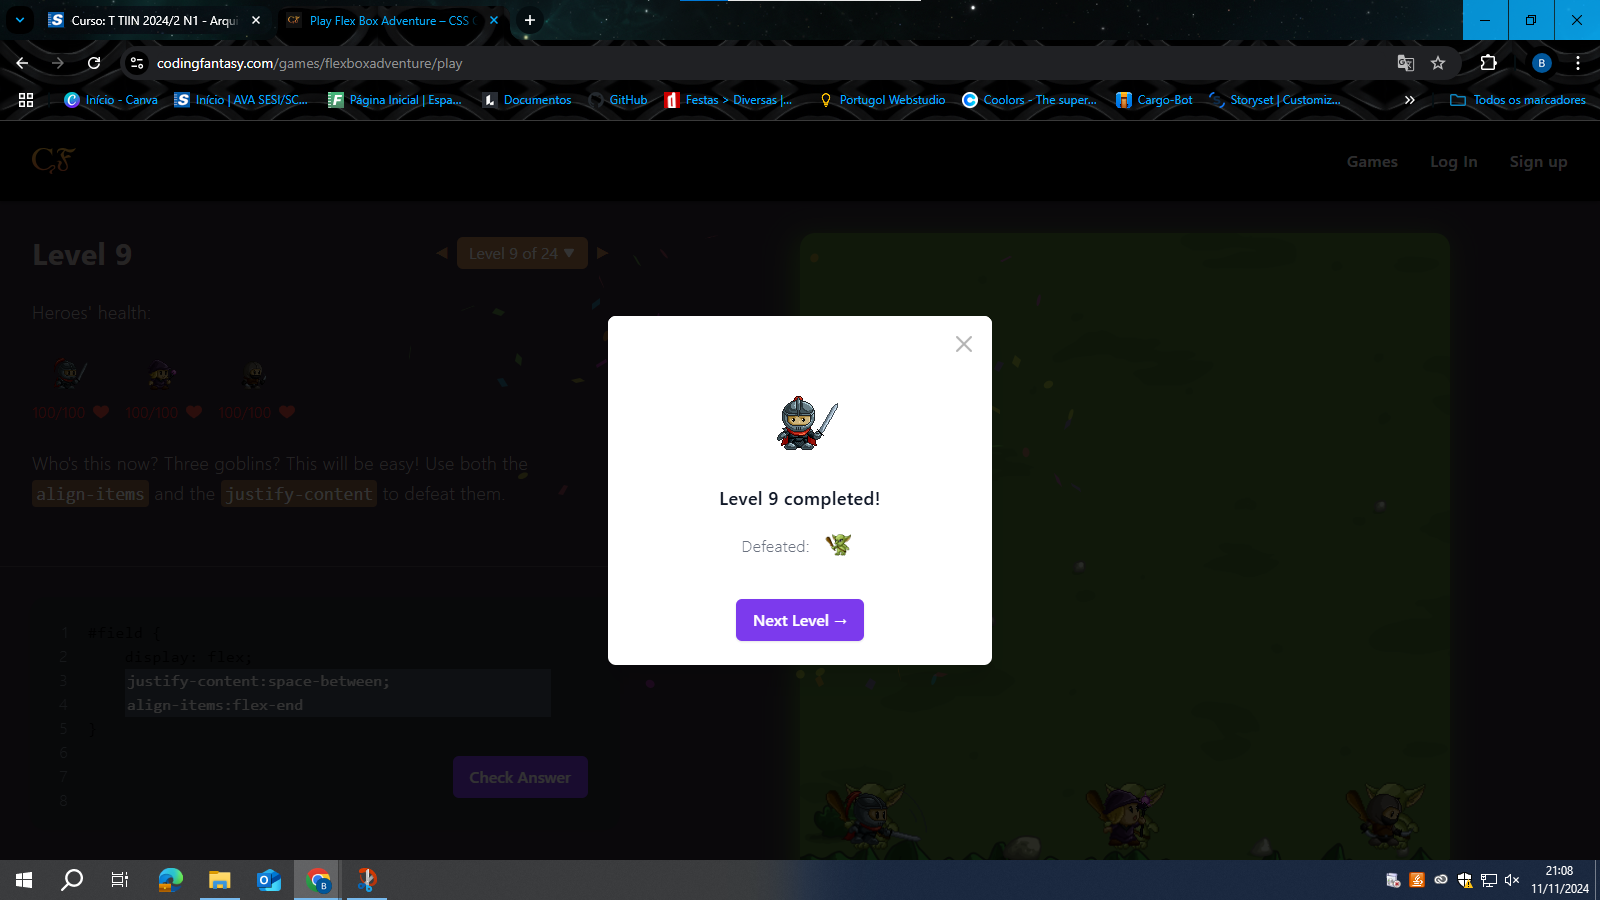 Curso: T TIIN 2024/2 N1 - Arqui
Play Flex Box Adventure – CSS
codingfantasy.com/games/flexboxadventure/play
Início - Canva
Início | AVA SESI/SC...
Página Inicial | Espa...
Documentos
GitHub
Festas > Diversas |...
Portugol Webstudio
Coolors - The super...
Cargo-Bot
Storyset | Customiz...
Todos os marcadores
CF
Games
Log In
Sign up
Level 9
Level 9 of 24 ▼
Heroes' health:
100/100
100/100
100/100
Who's this now? Three goblins? This will be easy! Use both the
align-items and the justify-content to defeat them.
1 #field {
2 display: flex;
3 justify-content:space-between;
4 align-items:flex-end
5 }
6
7
8
Check Answer
Level 9 completed!
Defeated:
Next Level →
21:08
11/11/2024